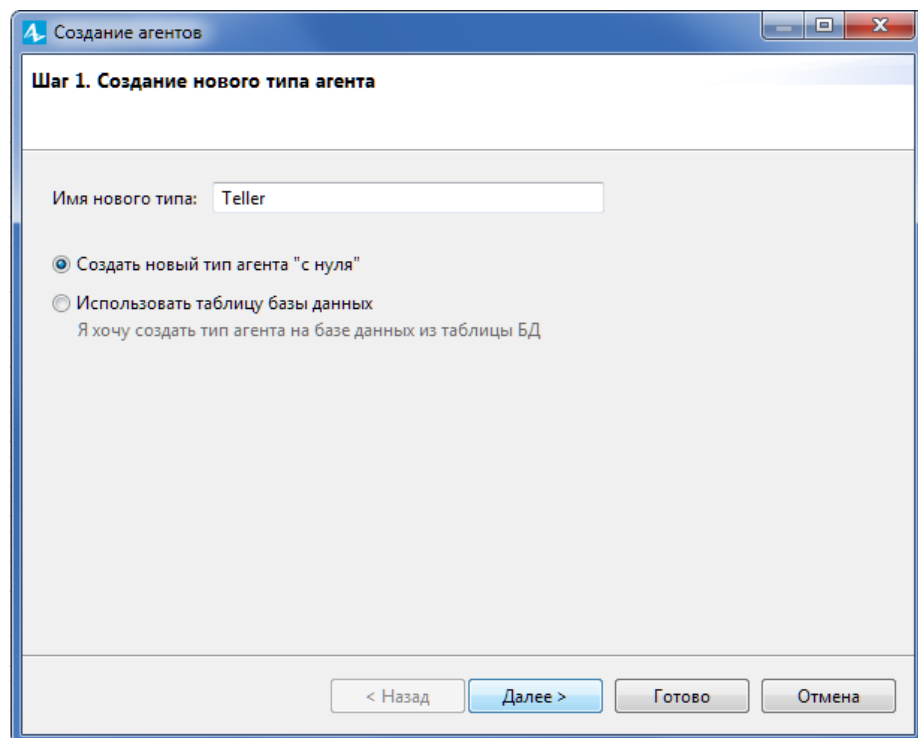 Создание агентов
Шаг 1. Создание нового типа агента
Имя нового типа: Teller
Создать новый тип агента "с нуля"
Использовать таблицу базы данных
Я хочу создать тип агента на базе данных из таблицы БД
< Назад Далее > Готово Отмена